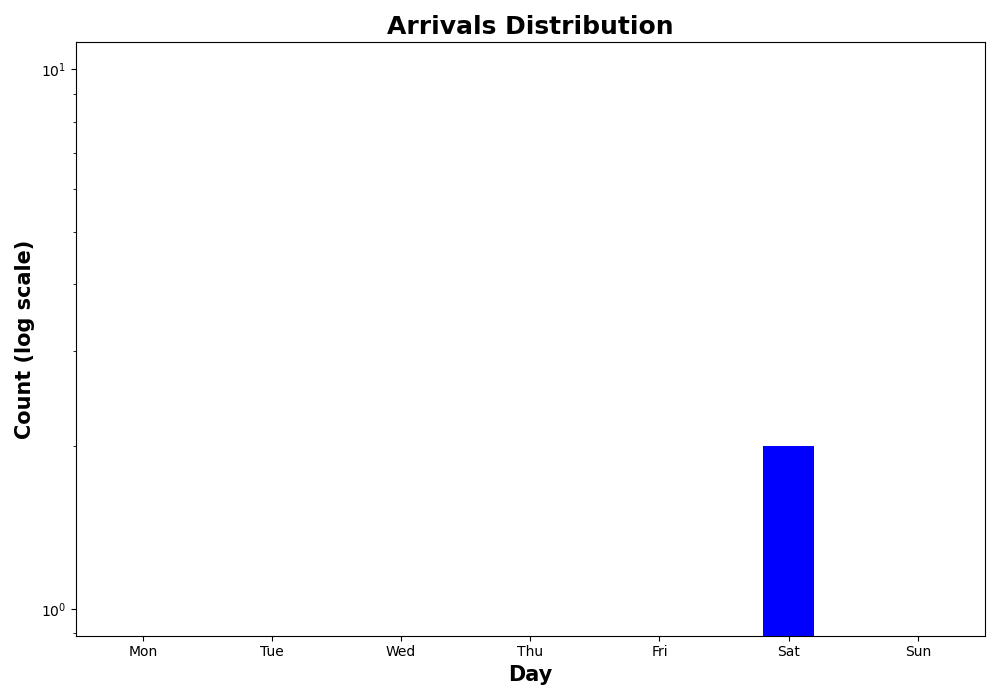 Arrivals Distribution
Count (log scale)
10¹
10⁰
Mon Tue Wed Thu Fri Sat Sun
Day